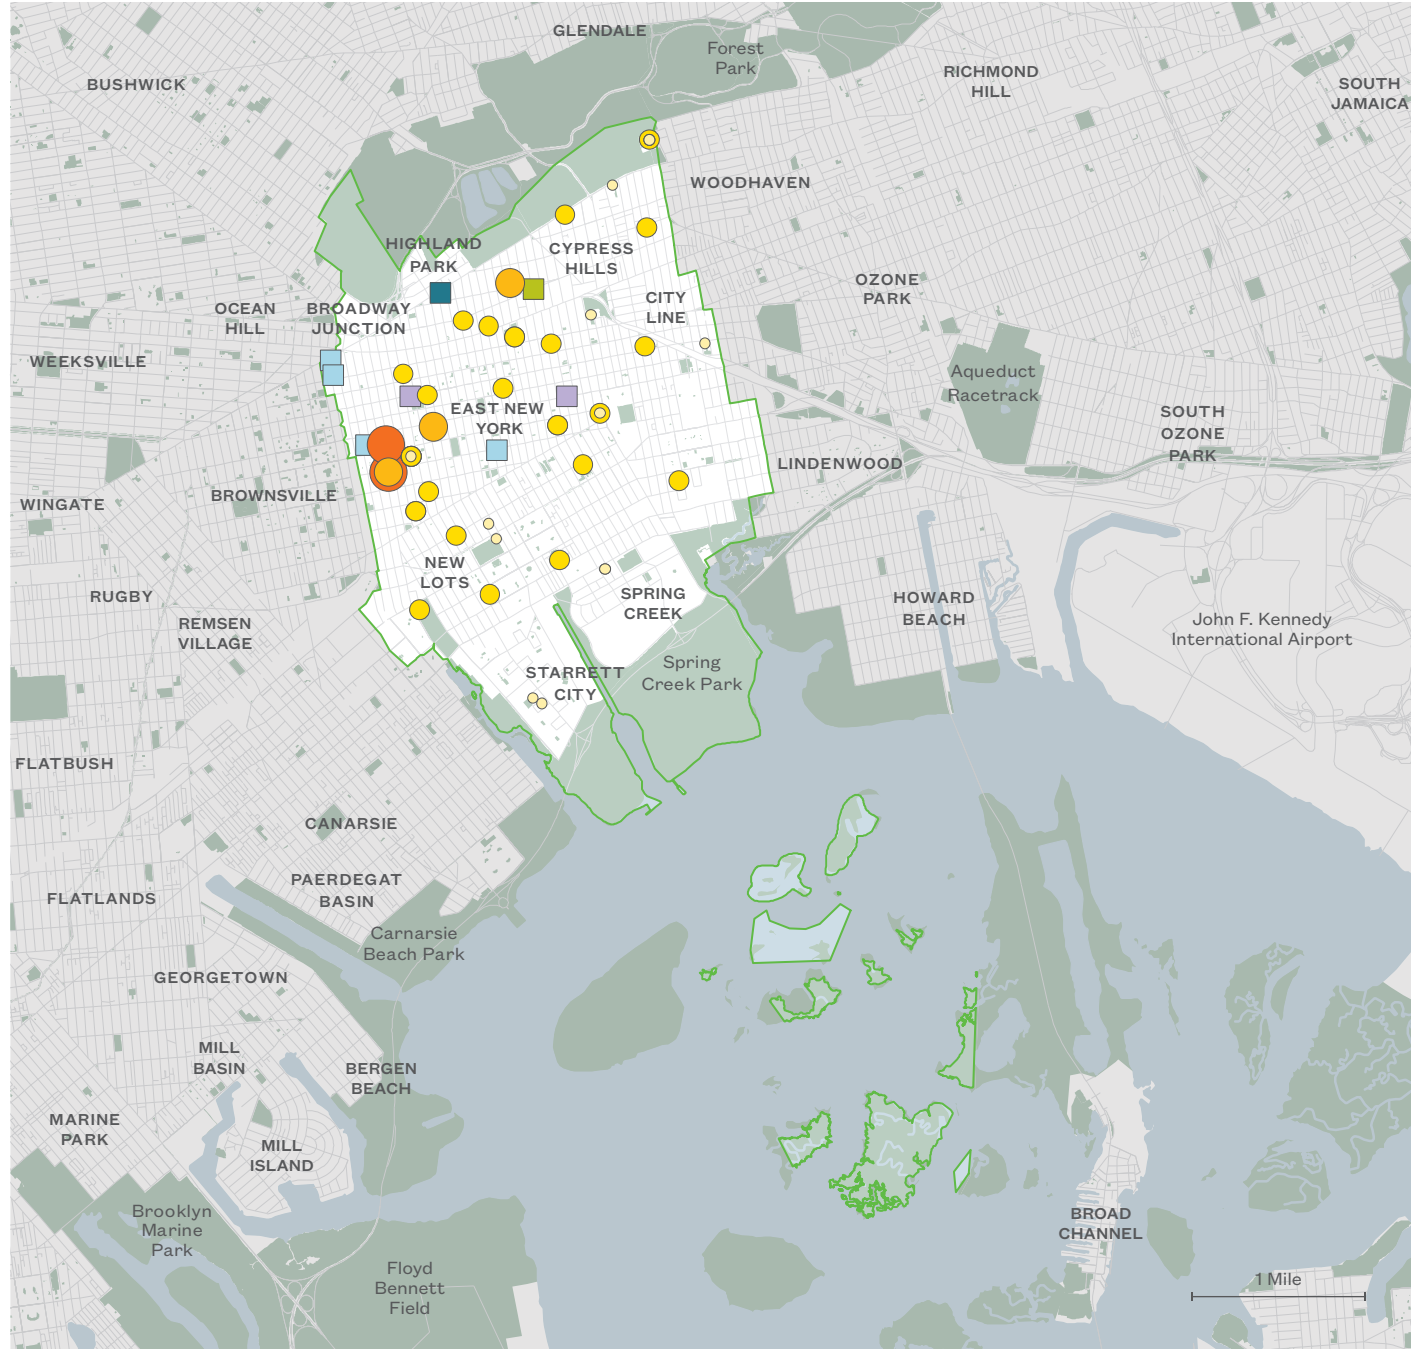 GLENDALE
Forest
Park
BUSHWICK
RICHMOND
HILL
SOUTH
JAMAICA
WOODHAVEN
HIGHLAND
PARK
CYPRESS
HILLS
OZONE
PARK
CITY
LINE
OCEAN
HILL
BROADWAY
JUNCTION
WEEKSVILLE
Aqueduct
Racetrack
EAST NEW
YORK
SOUTH
OZONE
PARK
LINDENWOOD
BROWNSVILLE
WINGATE
NEW
LOTS
SPRING
CREEK
HOWARD
BEACH
RUGBY
REMSEN
VILLAGE
John F. Kennedy
International Airport
STARRETT
CITY
Spring
Creek Park
FLATBUSH
CANARSIE
PAERDEGAT
BASIN
FLATLANDS
Carnarsie
Beach Park
GEORGETOWN
MILL
BASIN
BERGEN
BEACH
MARINE
PARK
MILL
ISLAND
Brooklyn
Marine
Park
BROAD
CHANNEL
Floyd
Bennett
Field
1 Mile